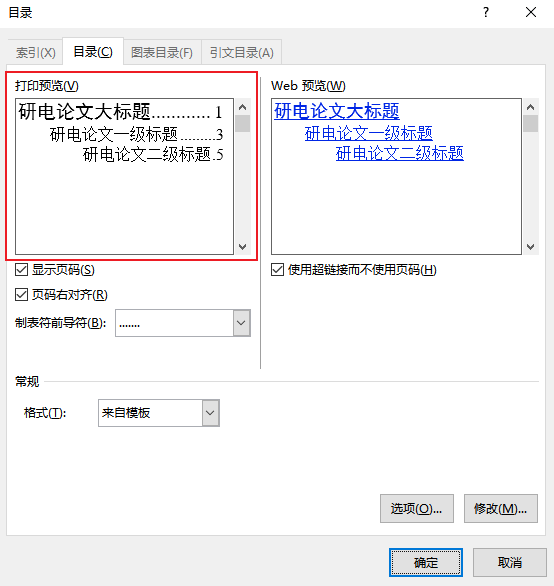 目录 ?
索引(X) 目录(C) 图表目录(F) 引文目录(A)
打印预览(V) Web 预览(W)
研电论文大标题............ 1 研电论文大标题
研电论文一级标题.........3 研电论文一级标题
研电论文二级标题.5 研电论文二级标题
显示页码(S) 使用超链接而不使用页码(H)
页码右对齐(R)
制表符前导符(B): .......
常规
格式(T): 来自模板
选项(O)... 修改(M)...
确定 取消